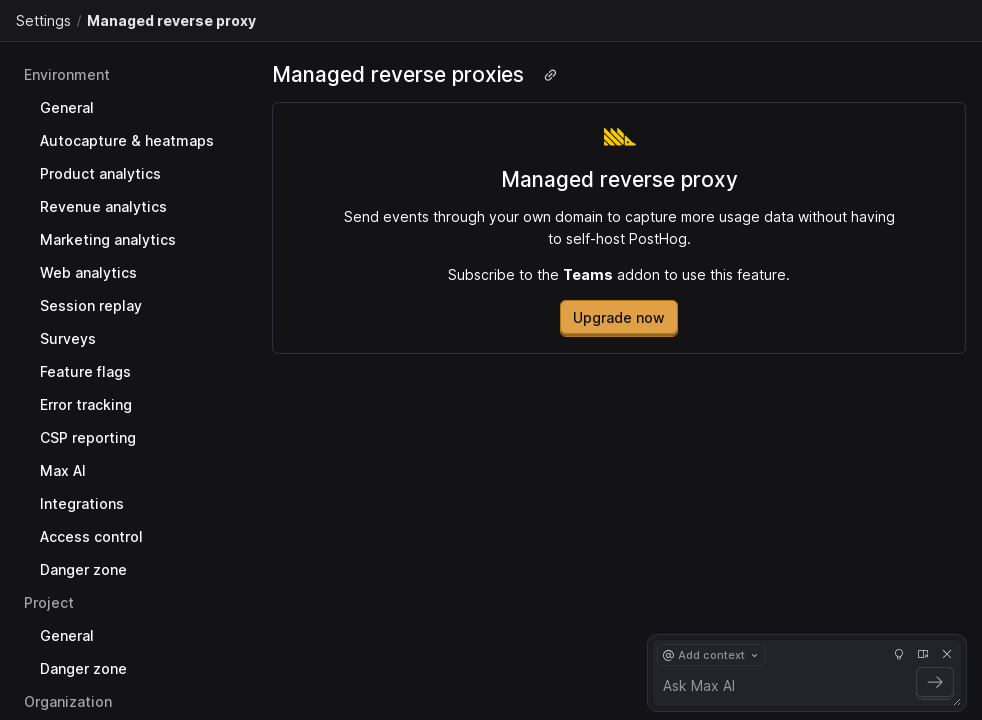 Settings / Managed reverse proxy
Environment
General
Autocapture & heatmaps
Product analytics
Revenue analytics
Marketing analytics
Web analytics
Session replay
Surveys
Feature flags
Error tracking
CSP reporting
Max AI
Integrations
Access control
Danger zone
Project
General
Danger zone
Organization
Managed reverse proxies
Managed reverse proxy
Send events through your own domain to capture more usage data without having
to self-host PostHog.
Subscribe to the Teams addon to use this feature.
Upgrade now
@ Add context
Ask Max AI